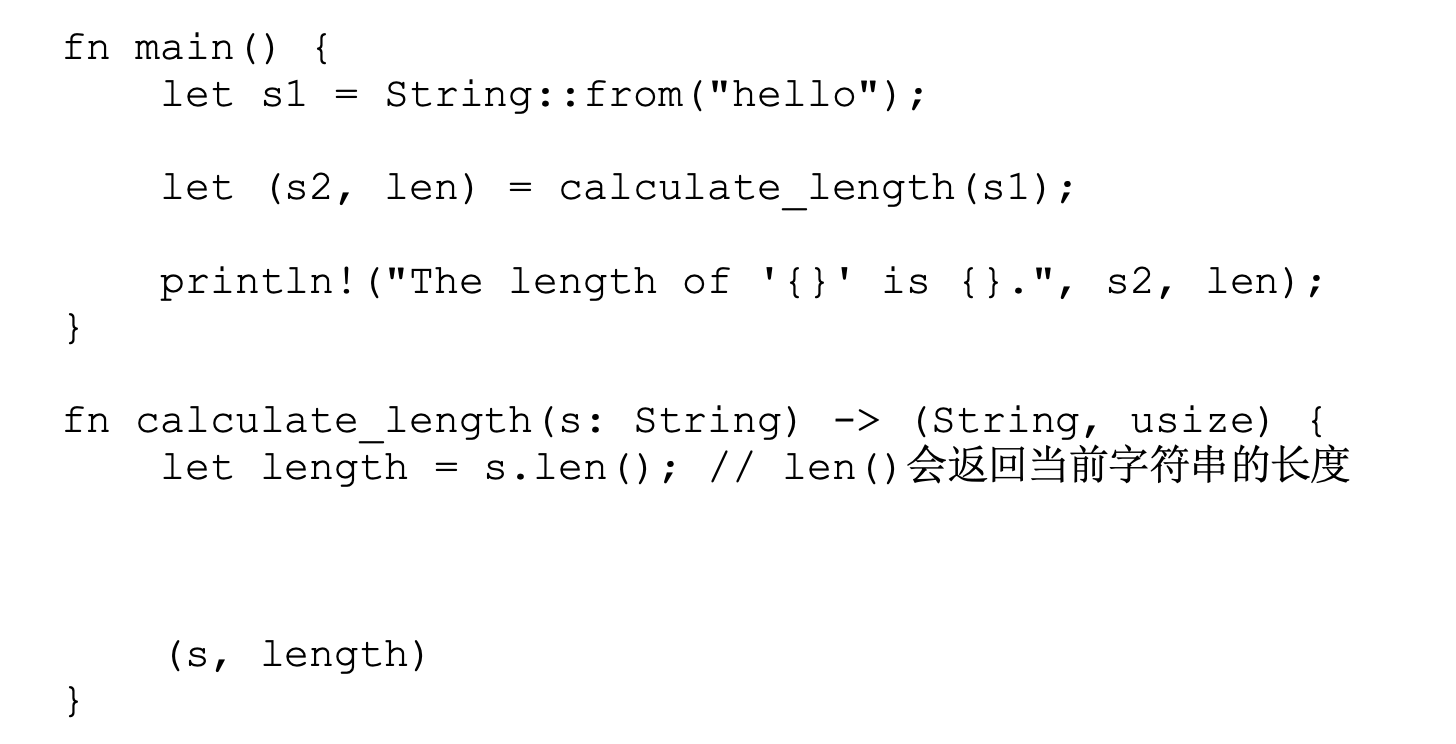 fn main() {
    let s1 = String::from("hello");
    let (s2, len) = calculate_length(s1);
    println!("The length of '{}' is {}.", s2, len);
}
fn calculate_length(s: String) -> (String, usize) {
    let length = s.len(); // len()会返回当前字符串的长度
    (s, length)
}